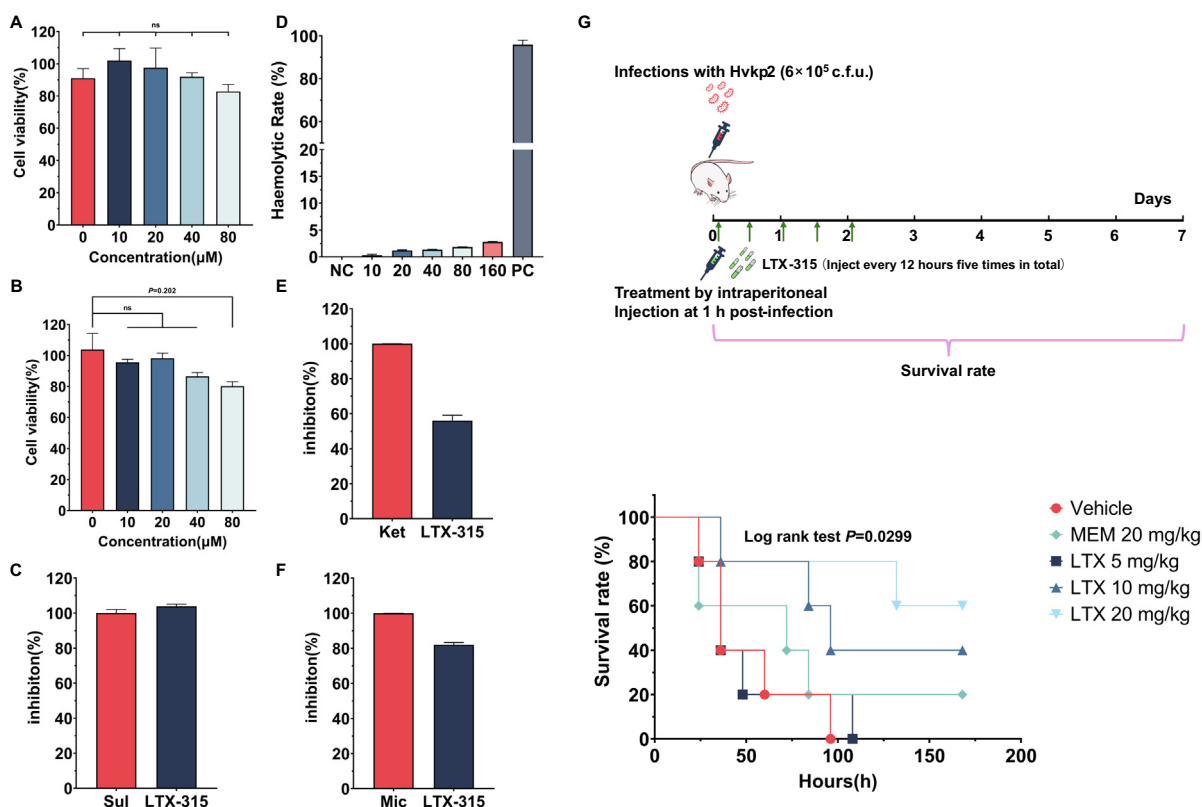 A
ns
Cell viability(%)
120
100
80
60
40
20
0
0 10 20 40 80
Concentration(μM)
B
P=0.202
ns
Cell viability(%)
120
100
80
60
40
20
0
0 10 20 40 80
Concentration(μM)
C
inhibiton(%)
120
100
80
60
40
20
0
Sul LTX-315
D
Haemolytic Rate (%)
100
80
60
40
20
20
15
10
5
0
NC 10 20 40 80 160 PC
E
inhibiton(%)
120
100
80
60
40
20
0
Ket LTX-315
F
inhibiton(%)
120
100
80
60
40
20
0
Mic LTX-315
G
Infections with Hvkp2 (6×10⁵ c.f.u.)
Days
0 1 2 3 4 5 6 7
LTX-315 (Inject every 12 hours five times in total)
Treatment by intraperitoneal
Injection at 1 h post-infection
Survival rate
Survival rate (%)
100
80
60
40
20
0
Log rank test P=0.0299
0 50 100 150 200
Hours(h)
Vehicle
MEM 20 mg/kg
LTX 5 mg/kg
LTX 10 mg/kg
LTX 20 mg/kg